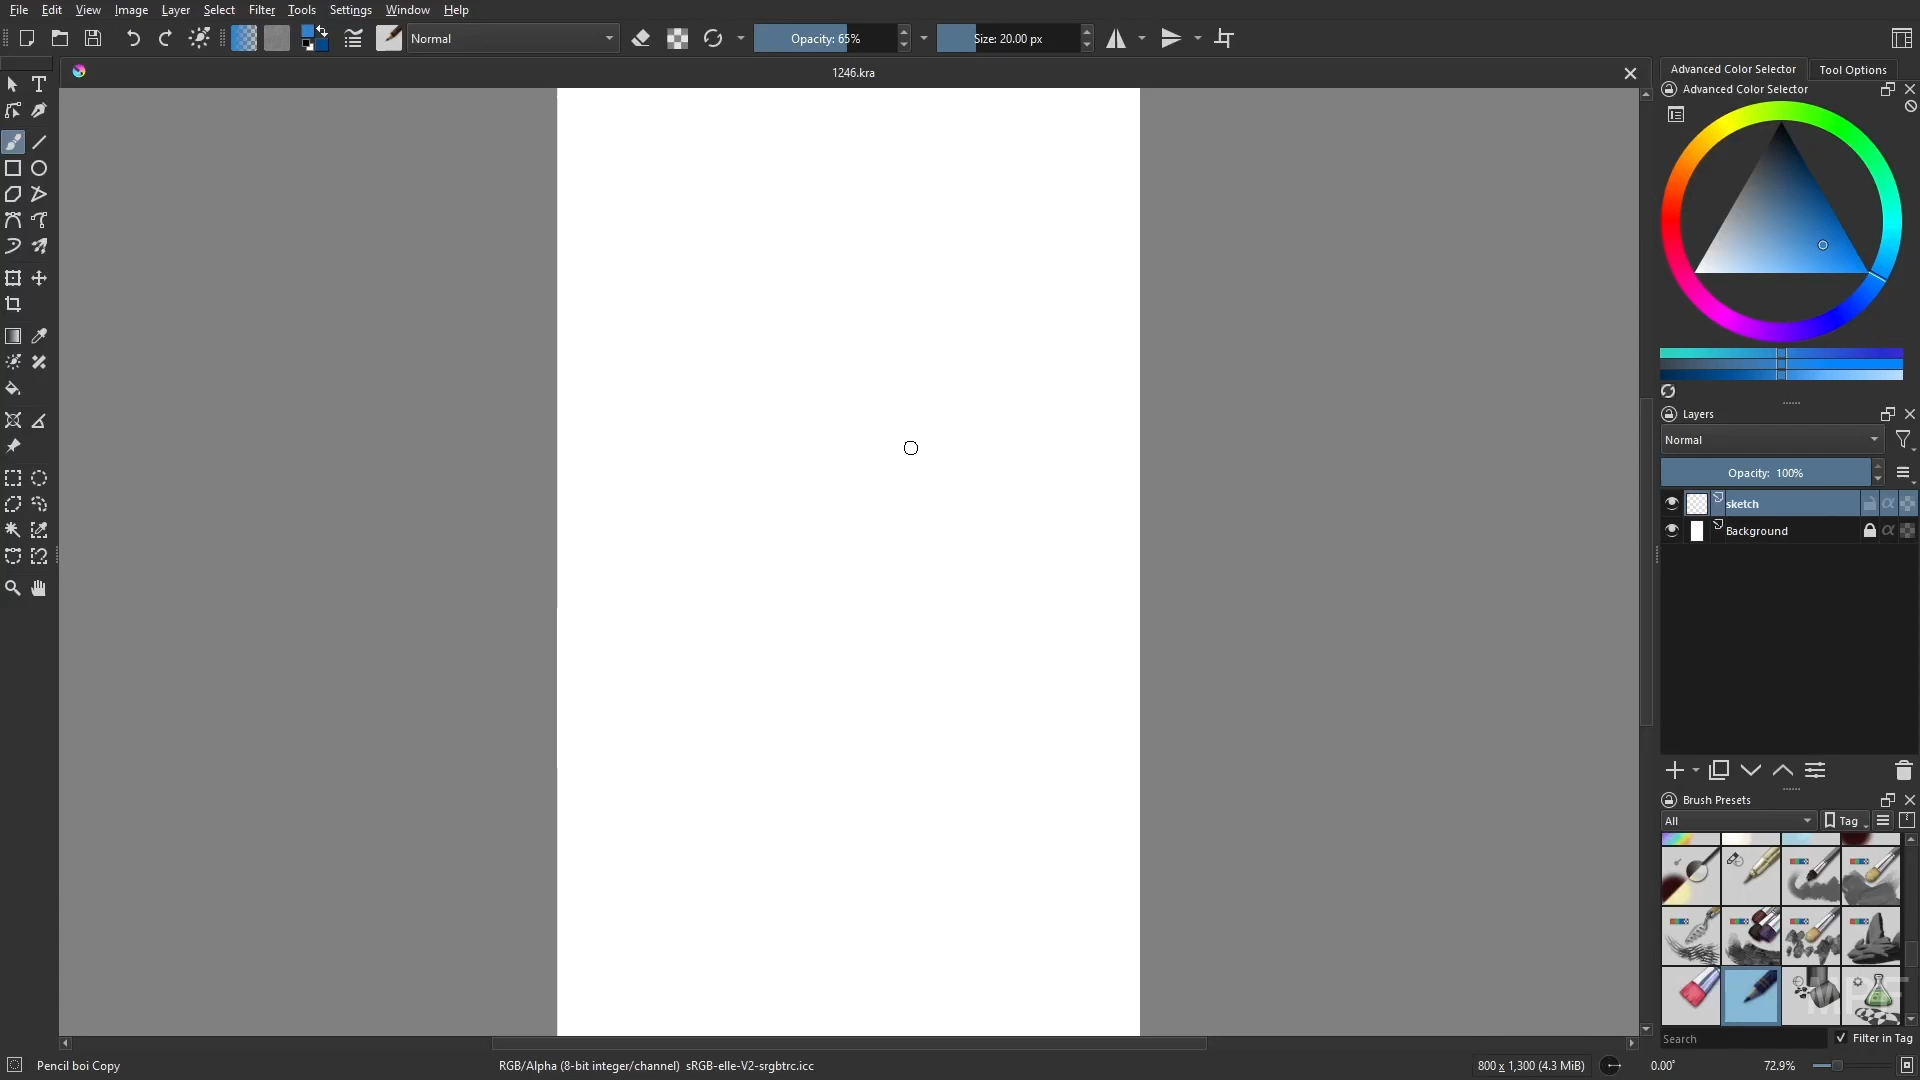 File Edit View Image Layer Select Filter Tools Settings Window Help
Normal
Opacity: 65%
Size: 20.00 px
1246.kra
Advanced Color Selector
Tool Options
Advanced Color Selector
Layers
Normal
Opacity: 100%
sketch
Background
Brush Presets
All
Tag
Search
Filter in Tag
Pencil boi Copy
RGB/Alpha (8-bit integer/channel) sRGB-elle-V2-srgbtrc.icc
800 x 1,300 (4.3 MiB)
0.00°
72.9%